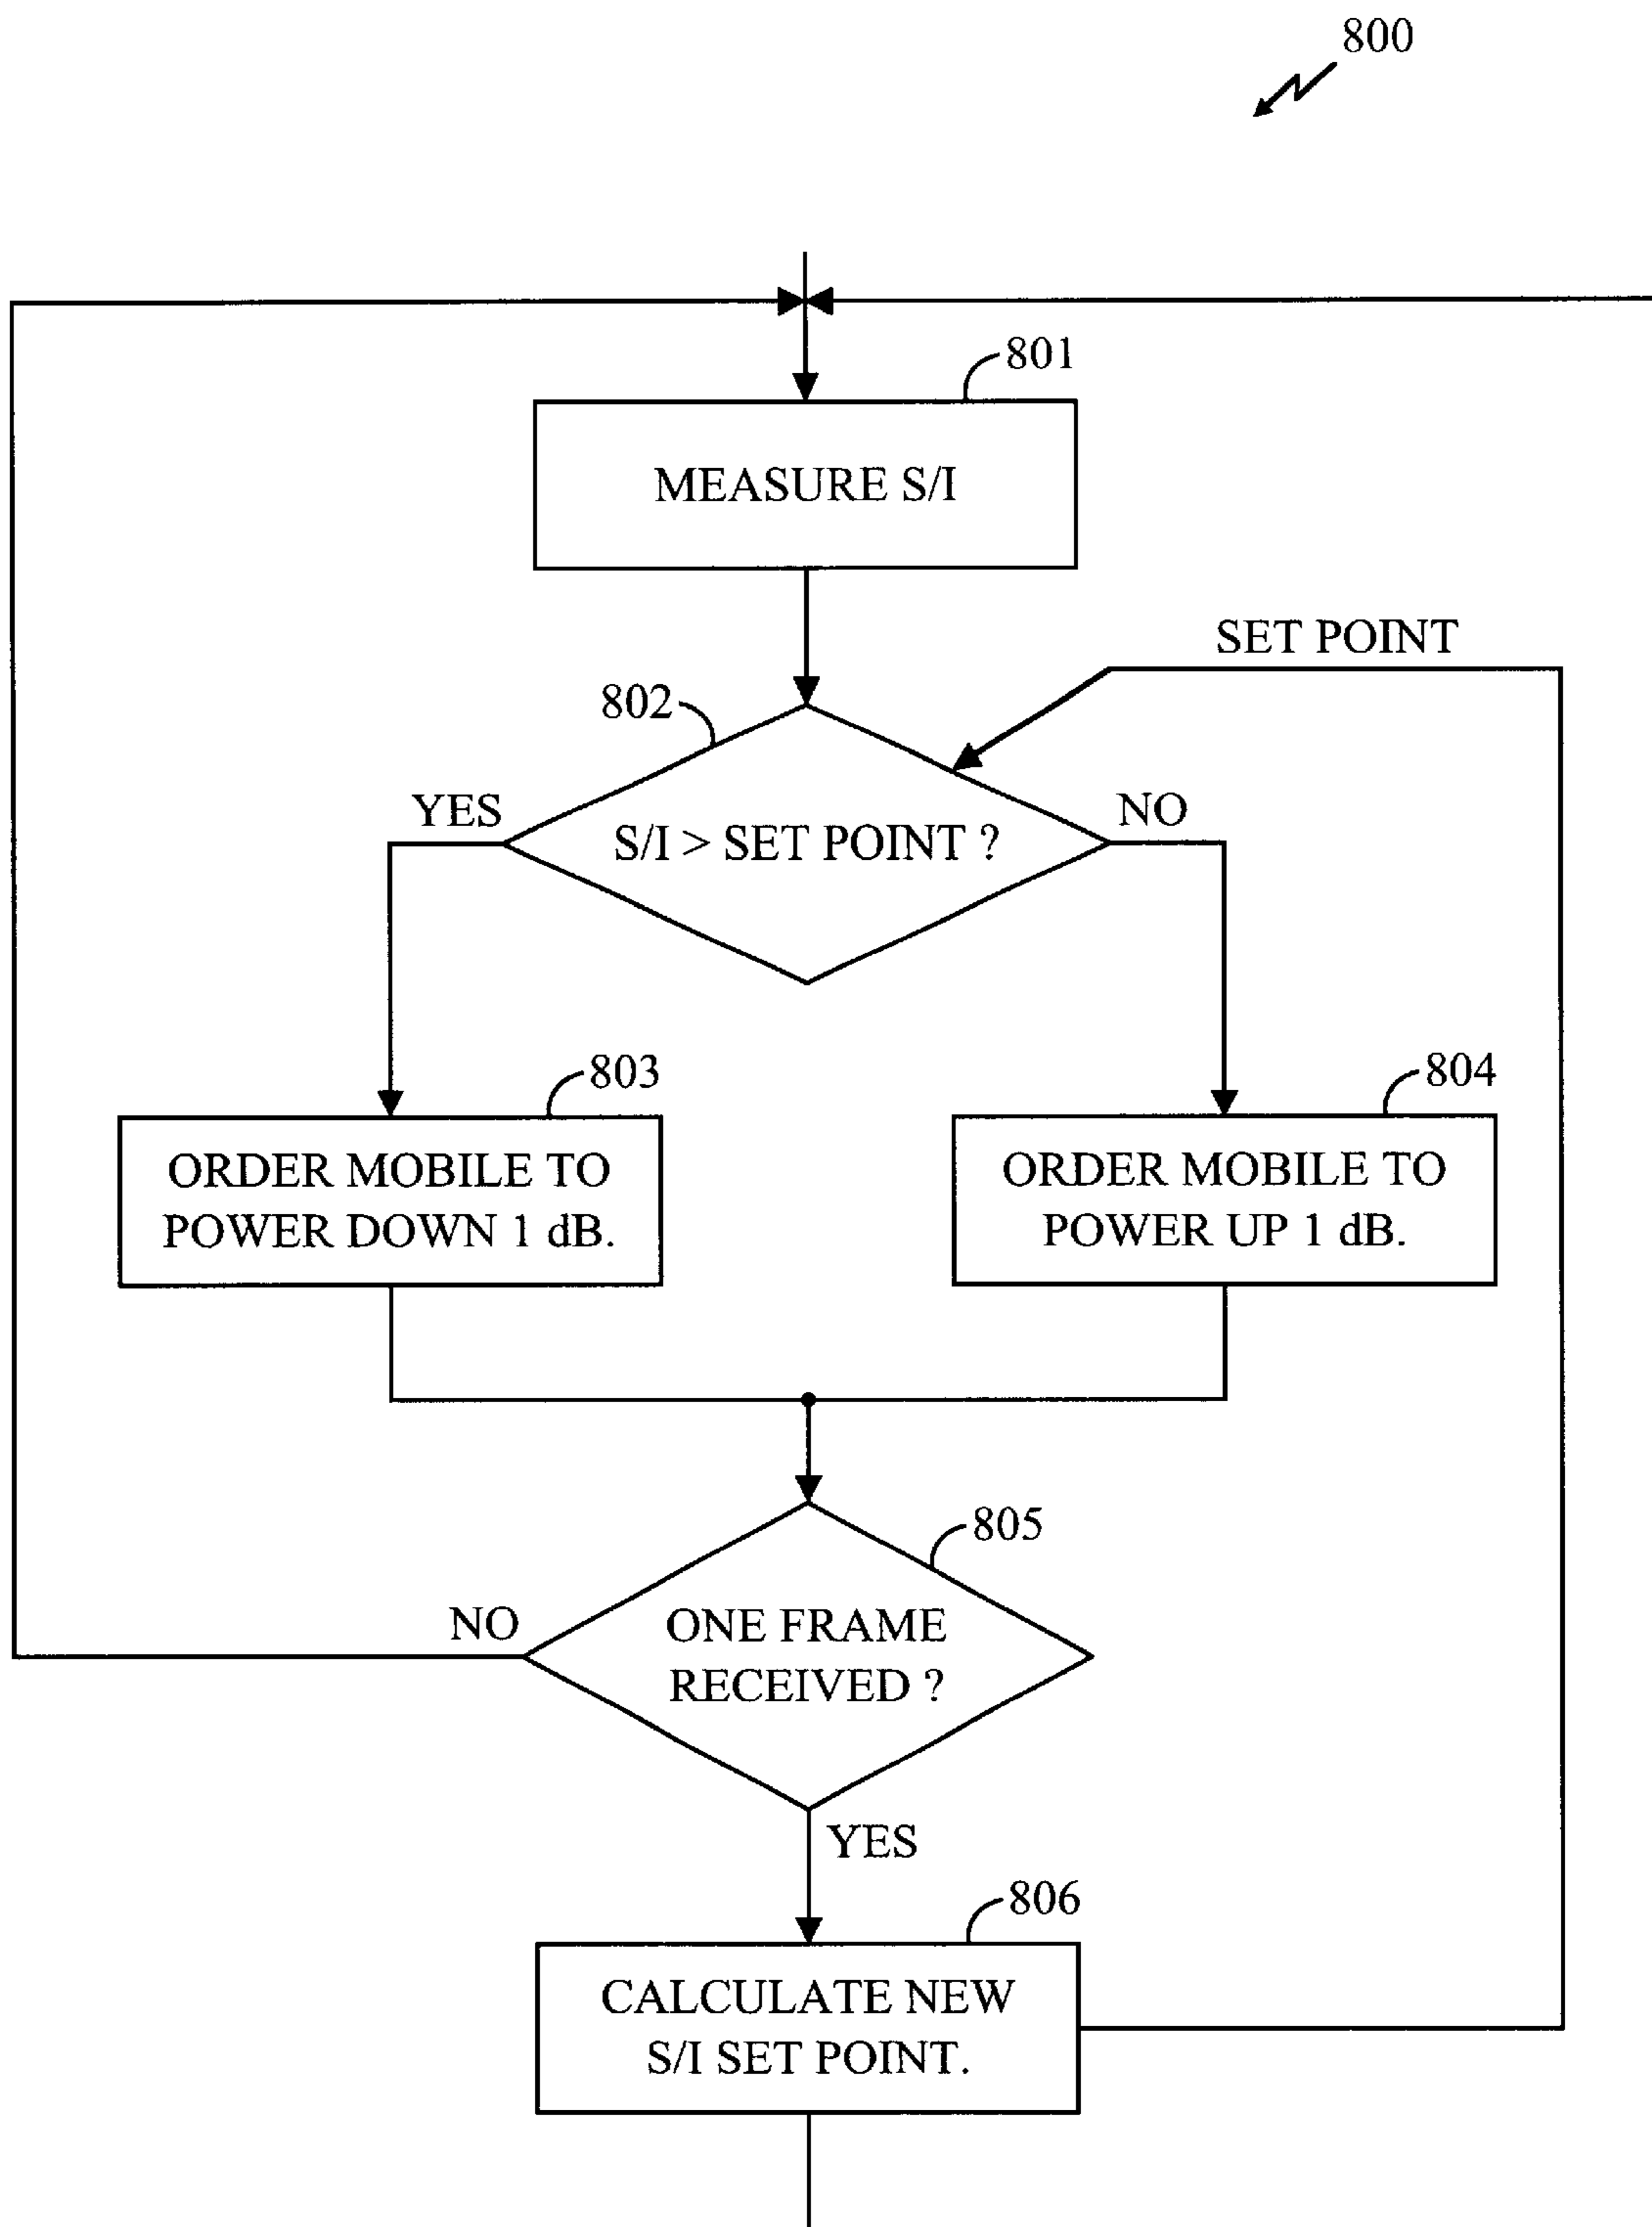 800
801
MEASURE S/I
SET POINT
802
YES
NO
S/I > SET POINT ?
803
804
ORDER MOBILE TO
POWER DOWN 1 dB.
ORDER MOBILE TO
POWER UP 1 dB.
805
NO
ONE FRAME
RECEIVED ?
YES
806
CALCULATE NEW
S/I SET POINT.